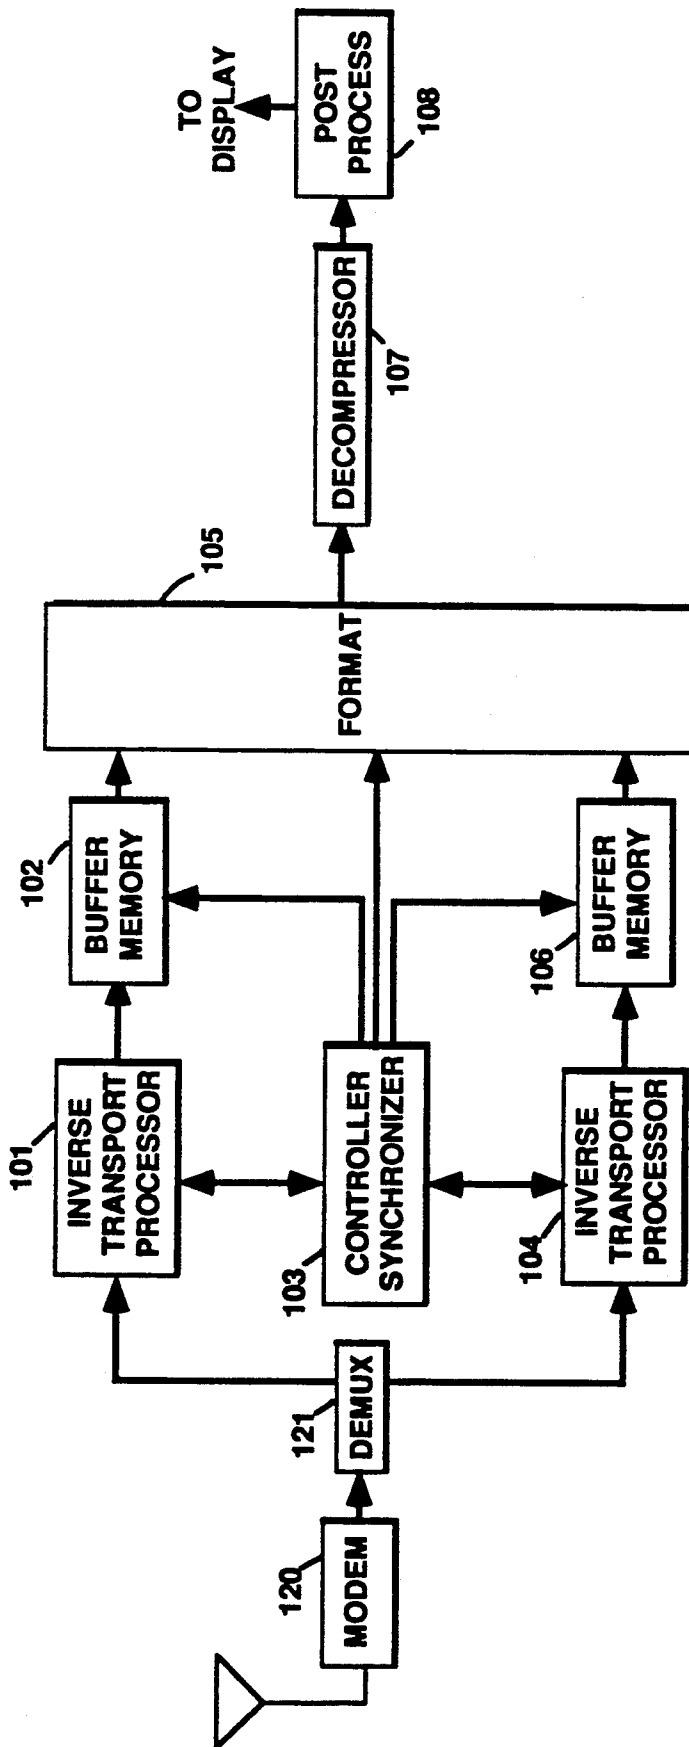 120
MODEM
121
DEMUX
101
INVERSE
TRANSPORT
PROCESSOR
103
CONTROLLER
SYNCHRONIZER
104
INVERSE
TRANSPORT
PROCESSOR
102
BUFFER
MEMORY
106
BUFFER
MEMORY
105
FORMAT
DECOMPRESSOR
107
TO
DISPLAY
POST
PROCESS
108